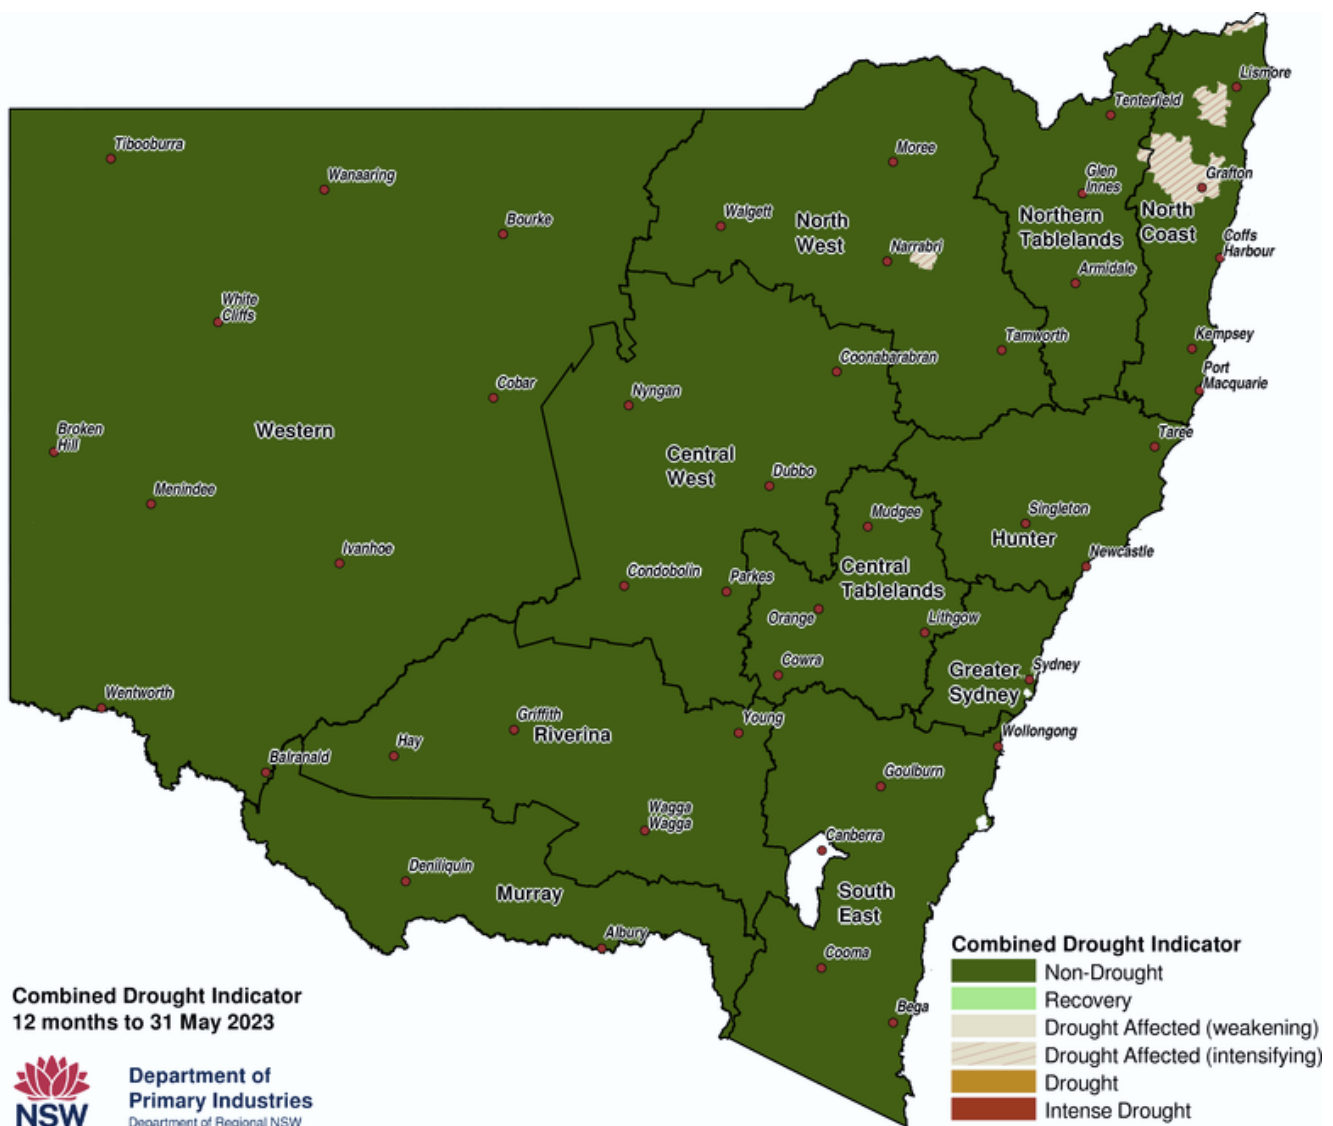 Lismore
Tenterfield
Tibooburra
Moree
Wanaaring
Glen
Innes
Grafton
Bourke
Walgett
North
West
Northern
Tablelands
North
Coast
Coffs
Harbour
Narrabri
Armidale
White
Cliffs
Tamworth
Kempsey
Coonabarabran
Port
Macquarie
Cobar
Nyngan
Broken
Hill
Western
Taree
Central
West
Dubbo
Menindee
Mudgee
Singleton
Hunter
Ivanhoe
Newcastle
Condobolin
Parkes
Central
Tablelands
Orange
Lithgow
Cowra
Greater
Sydney
Sydney
Wentworth
Griffith
Riverina
Young
Hay
Wollongong
Balranald
Goulburn
Wagga
Wagga
Canberra
Deniliquin
Murray
South
East
Albury
Cooma
Bega
Combined Drought Indicator
Non-Drought
Recovery
Drought Affected (weakening)
Drought Affected (intensifying)
Drought
Intense Drought
Combined Drought Indicator
12 months to 31 May 2023
NSW
Department of
Primary Industries
Department of Regional NSW